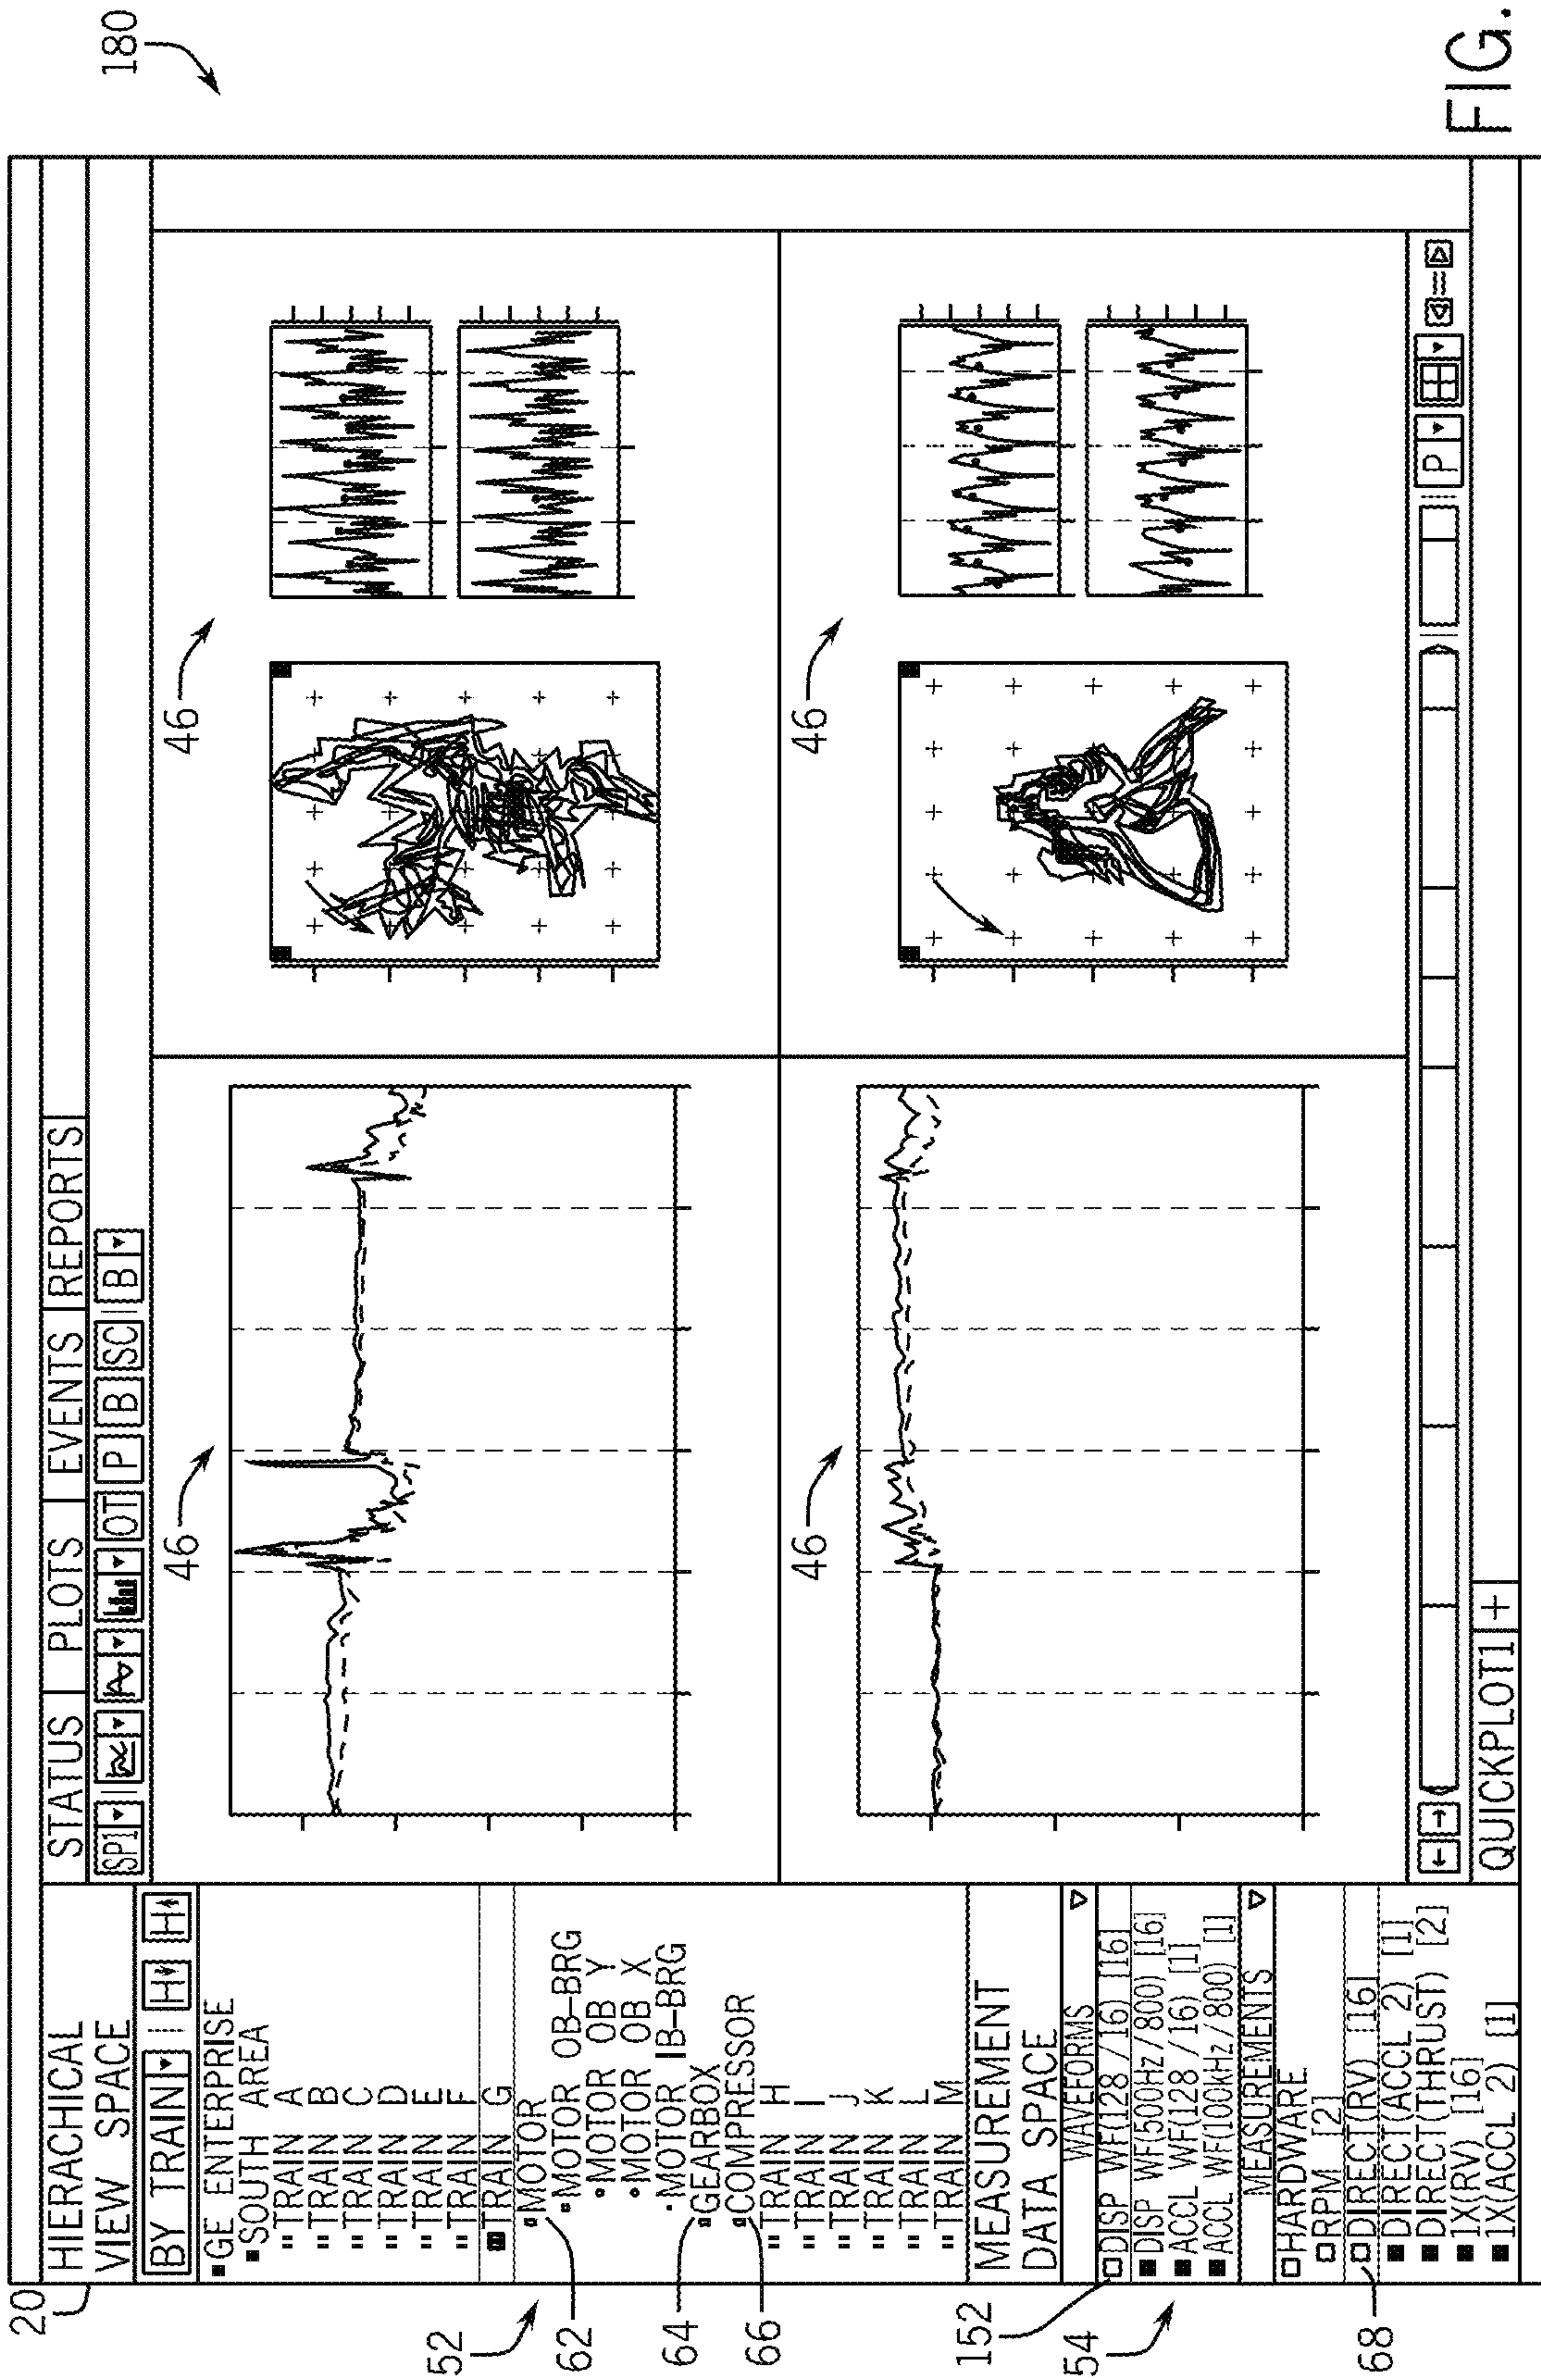 180
20
HIERACHICAL
VIEW SPACE
STATUS PLOTS EVENTS REPORTS
BY TRAIN H H
SP1 OT P B SC B
GE ENTERPRISE
SOUTH AREA
TRAIN A
TRAIN B
TRAIN C
TRAIN D
TRAIN E
TRAIN F
TRAIN G
MOTOR
MOTOR OB-BRG
MOTOR OB Y
MOTOR OB X
MOTOR IB-BRG
GEARBOX
COMPRESSOR
TRAIN H
TRAIN I
TRAIN J
TRAIN K
TRAIN L
TRAIN M
52
62
64
66
46
46
46
46
MEASUREMENT
DATA SPACE
WAVEFORMS
152
DISP WF(128/16) [16]
DISP WF(500Hz/800) [16]
ACCL WF(128/16) [1]
ACCL WF(100kHz/800) [1]
54
MEASUREMENTS
HARDWARE
RPM [2]
DIRECT(RV) [16]
DIRECT(ACCL 2) [1]
DIRECT(THRUST) [2]
1X(RV) [16]
1X(ACCL 2) [1]
68
P
QUICKPLOT1 +
FIG.